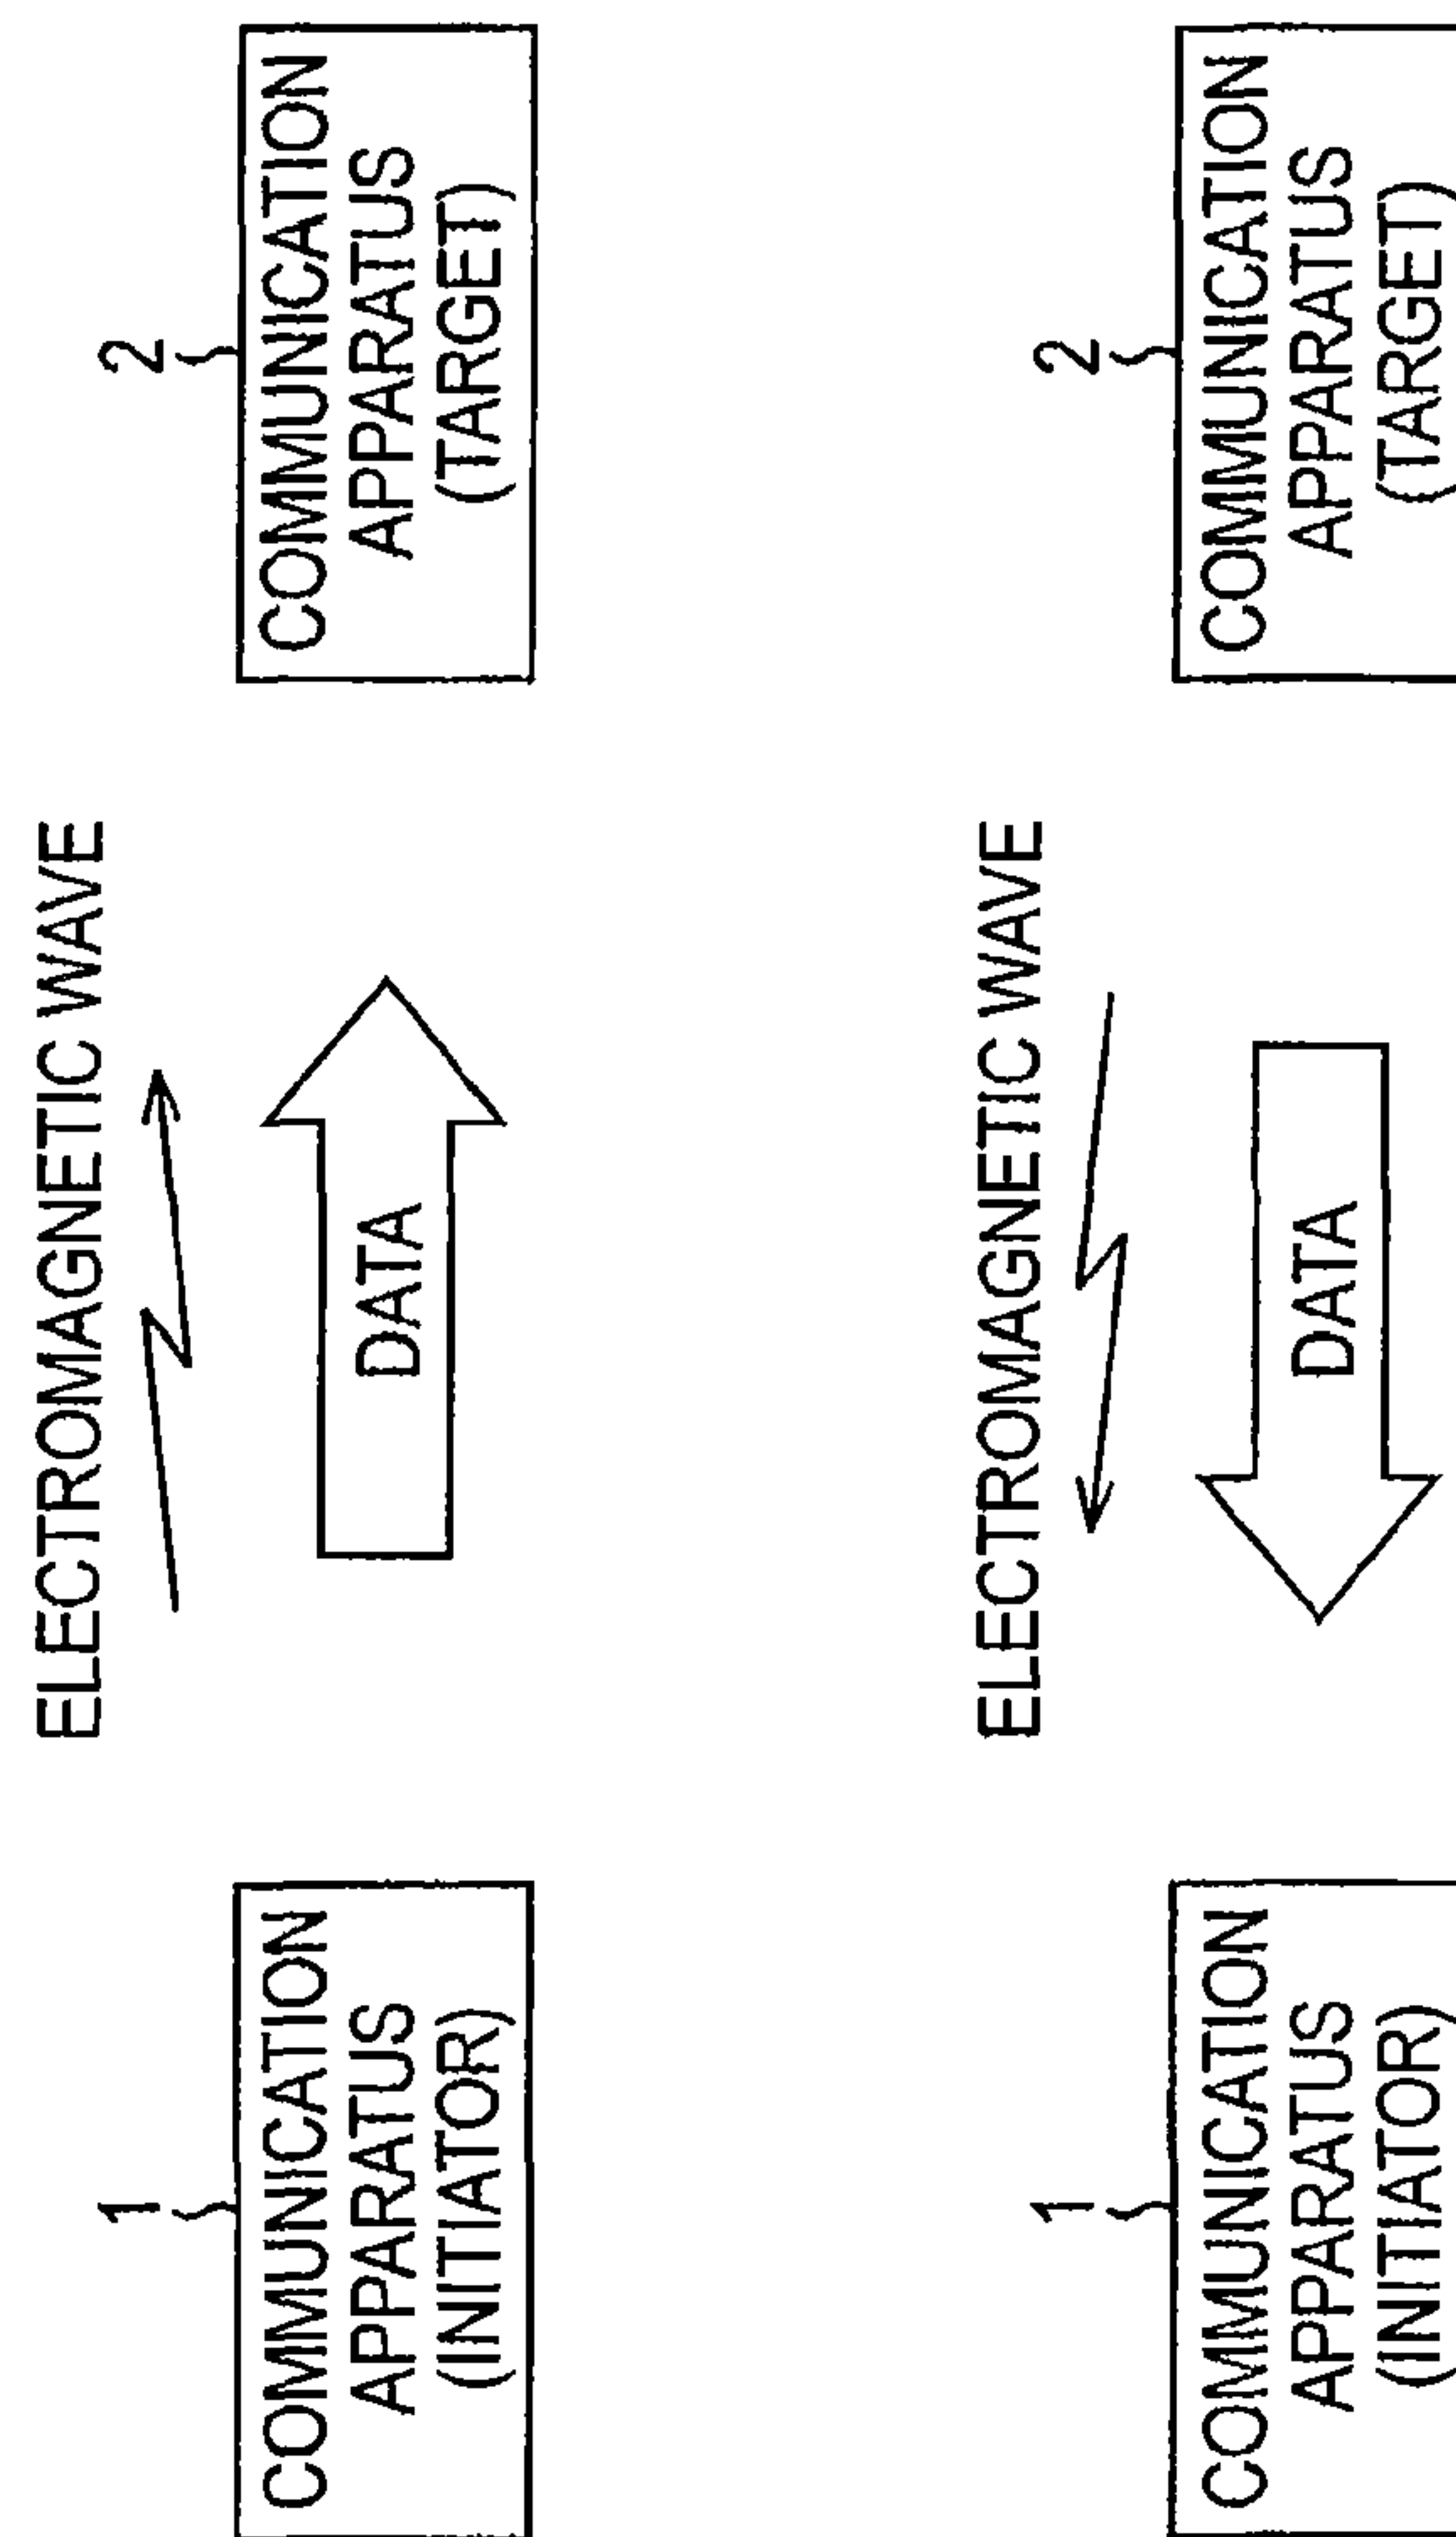 ELECTROMAGNETIC WAVE
1
2
COMMUNICATION
APPARATUS
(INITIATOR)
DATA
COMMUNICATION
APPARATUS
(TARGET)
ELECTROMAGNETIC WAVE
1
2
COMMUNICATION
APPARATUS
(INITIATOR)
DATA
COMMUNICATION
APPARATUS
(TARGET)